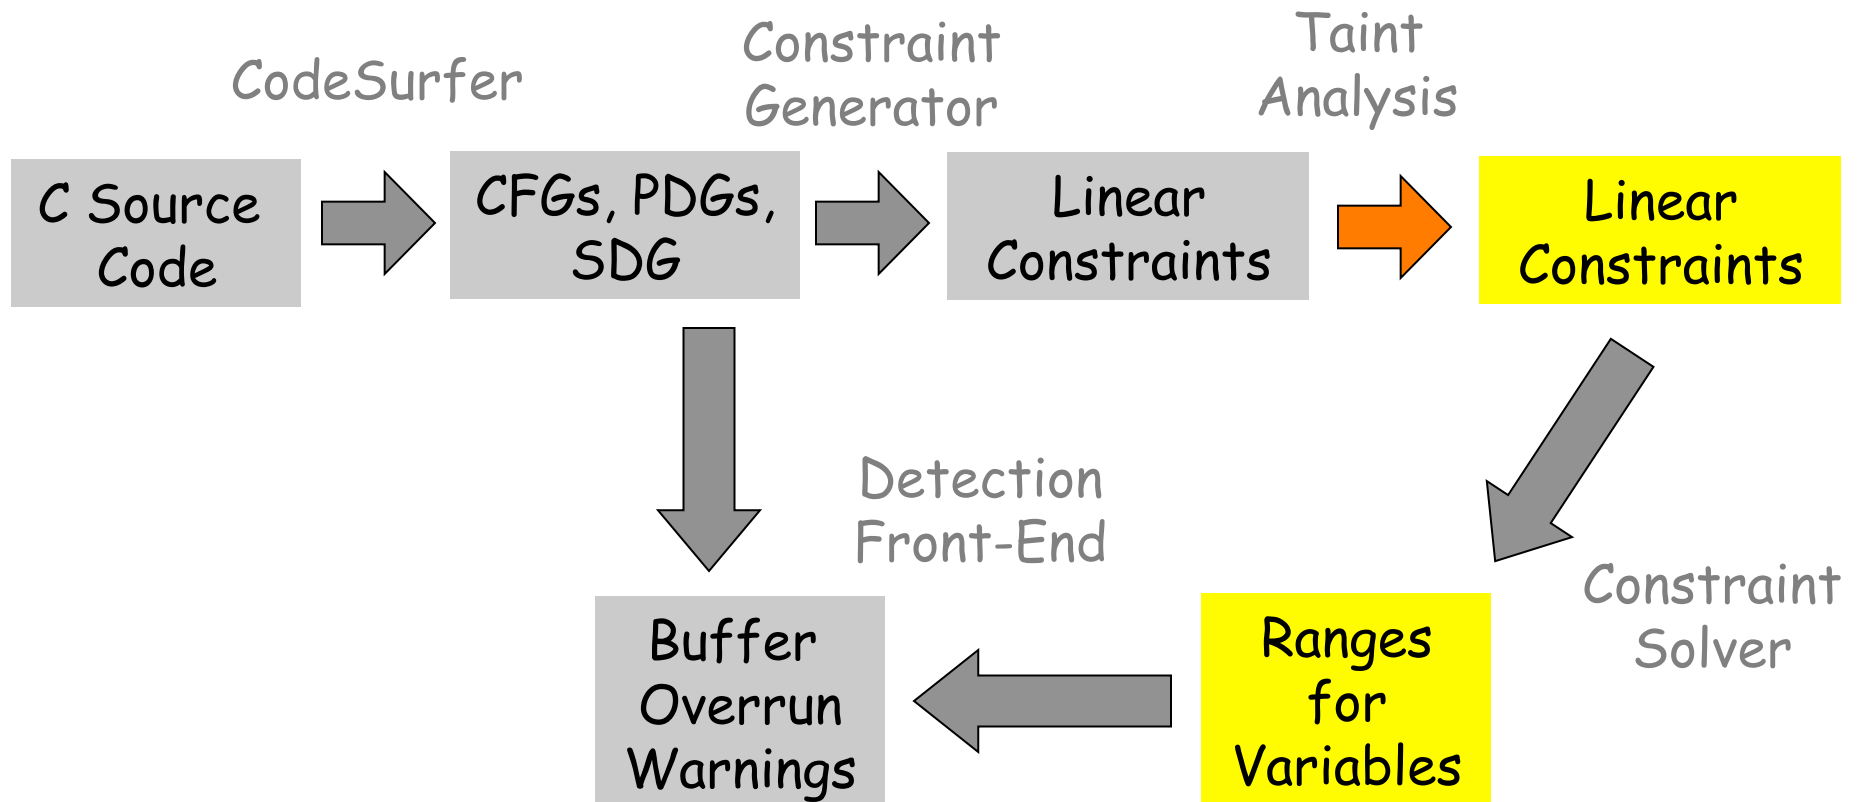 CodeSurfer
Constraint
Generator
Taint
Analysis
C Source
Code
CFGs, PDGs,
SDG
Linear
Constraints
Linear
Constraints
Detection
Front-End
Constraint
Solver
Buffer
Overrun
Warnings
Ranges
for
Variables